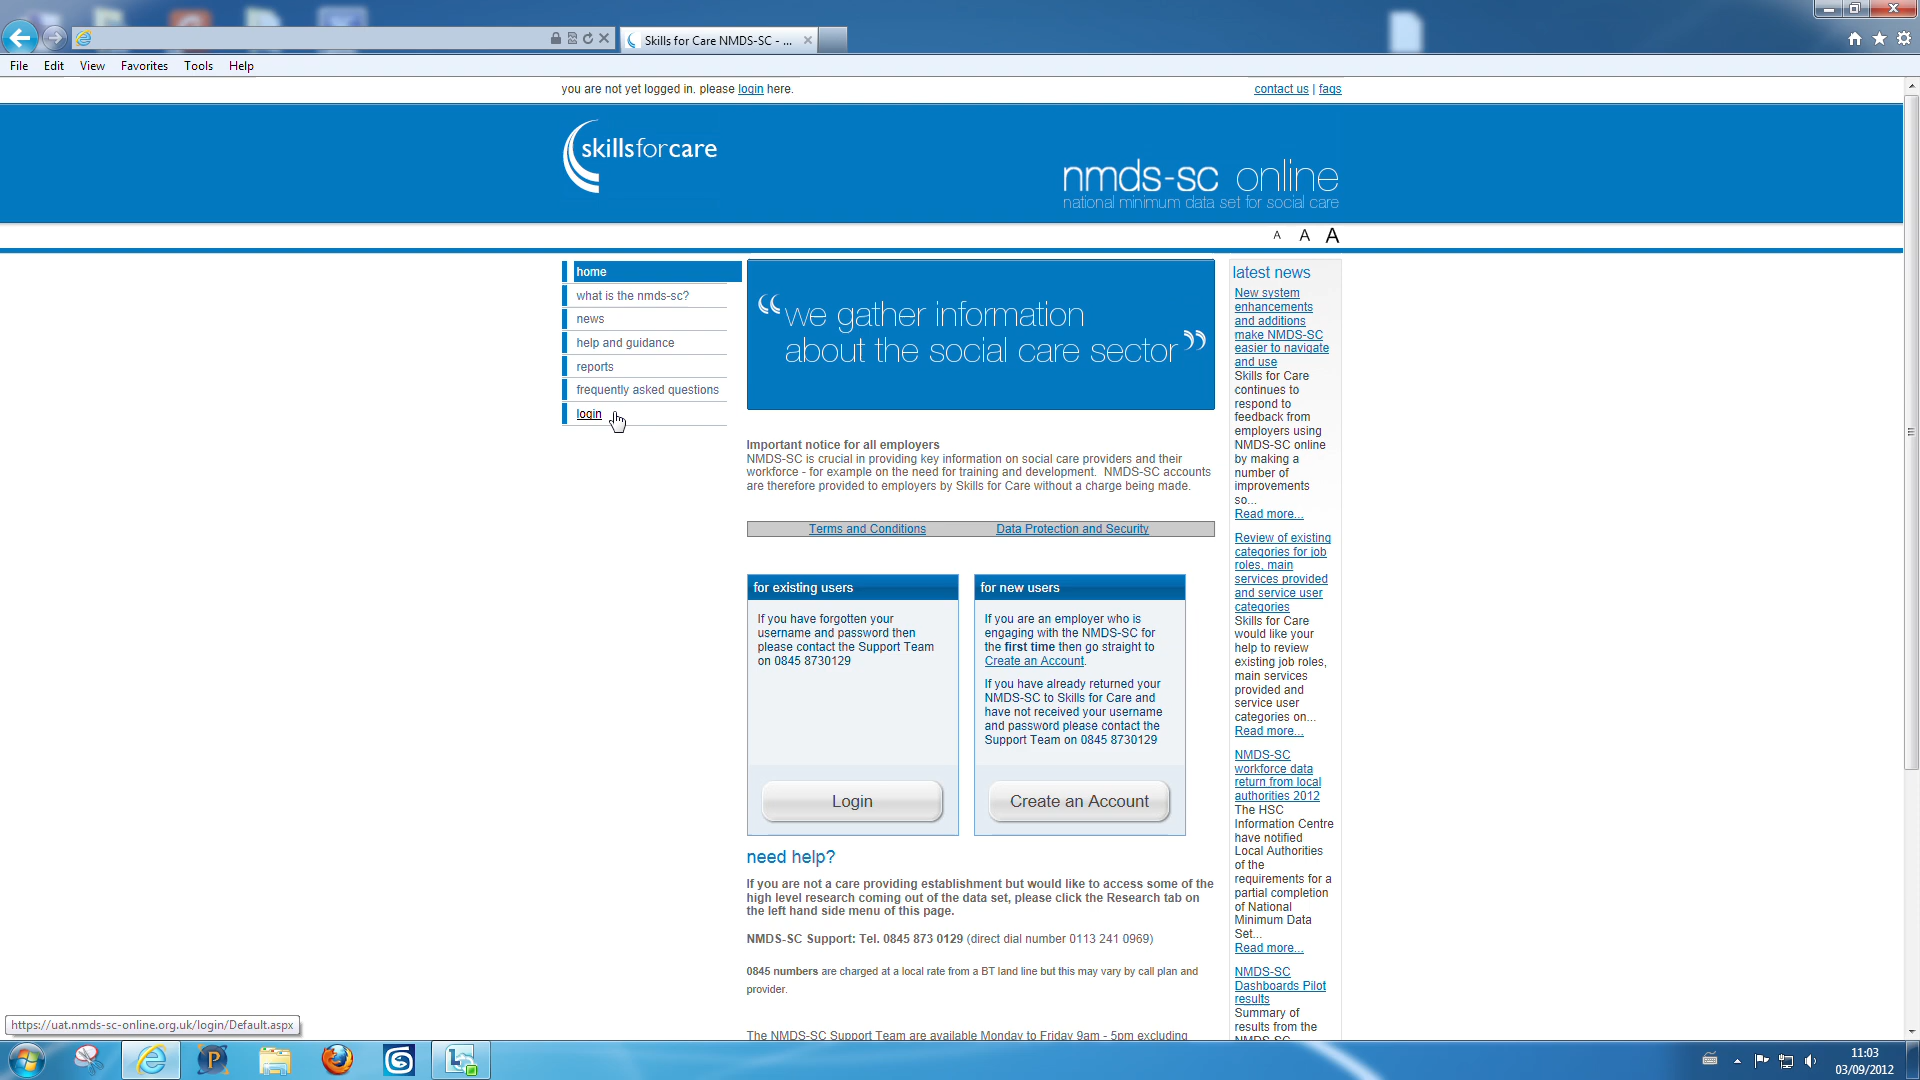 Skills for Care NMDS-SC - ...
File Edit View Favorites Tools Help
you are not yet logged in. please login here.
contact us | faqs
skillsforcare
nmds-sc online
national minimum data set for social care
A A A
home
what is the nmds-sc?
news
help and guidance
reports
frequently asked questions
login
“we gather information
about the social care sector”
Important notice for all employers
NMDS-SC is crucial in providing key information on social care providers and their
workforce - for example on the need for training and development. NMDS-SC accounts
are therefore provided to employers by Skills for Care without a charge being made.
Terms and Conditions Data Protection and Security
for existing users
If you have forgotten your
username and password then
please contact the Support Team
on 0845 8730129
Login
for new users
If you are an employer who is
engaging with the NMDS-SC for
the first time then go straight to
Create an Account.
If you have already returned your
NMDS-SC to Skills for Care and
have not received your username
and password please contact the
Support Team on 0845 8730129
Create an Account
need help?
If you are not a care providing establishment but would like to access some of the
high level research coming out of the data set, please click the Research tab on
the left hand side menu of this page.
NMDS-SC Support: Tel. 0845 873 0129 (direct dial number 0113 241 0969)
0845 numbers are charged at a local rate from a BT land line but this may vary by call plan and
provider.
The NMDS-SC Support Team are available Monday to Friday 9am - 5pm excluding
latest news
New system
enhancements
and additions
make NMDS-SC
easier to navigate
and use
Skills for Care
continues to
respond to
feedback from
employers using
NMDS-SC online
by making a
number of
improvements
so...
Read more...
Review of existing
categories for job
roles, main
services provided
and service user
categories
Skills for Care
would like your
help to review
existing job roles,
main services
provided and
service user
categories on...
Read more...
NMDS-SC
workforce data
return from local
authorities 2012
The HSC
Information Centre
have notified
Local Authorities
of the
requirements for a
partial completion
of National
Minimum Data
Set...
Read more...
NMDS-SC
Dashboards Pilot
results
Summary of
results from the
NMDS-SC
https://uat.nmds-sc-online.org.uk/login/Default.aspx
11:03
03/09/2012